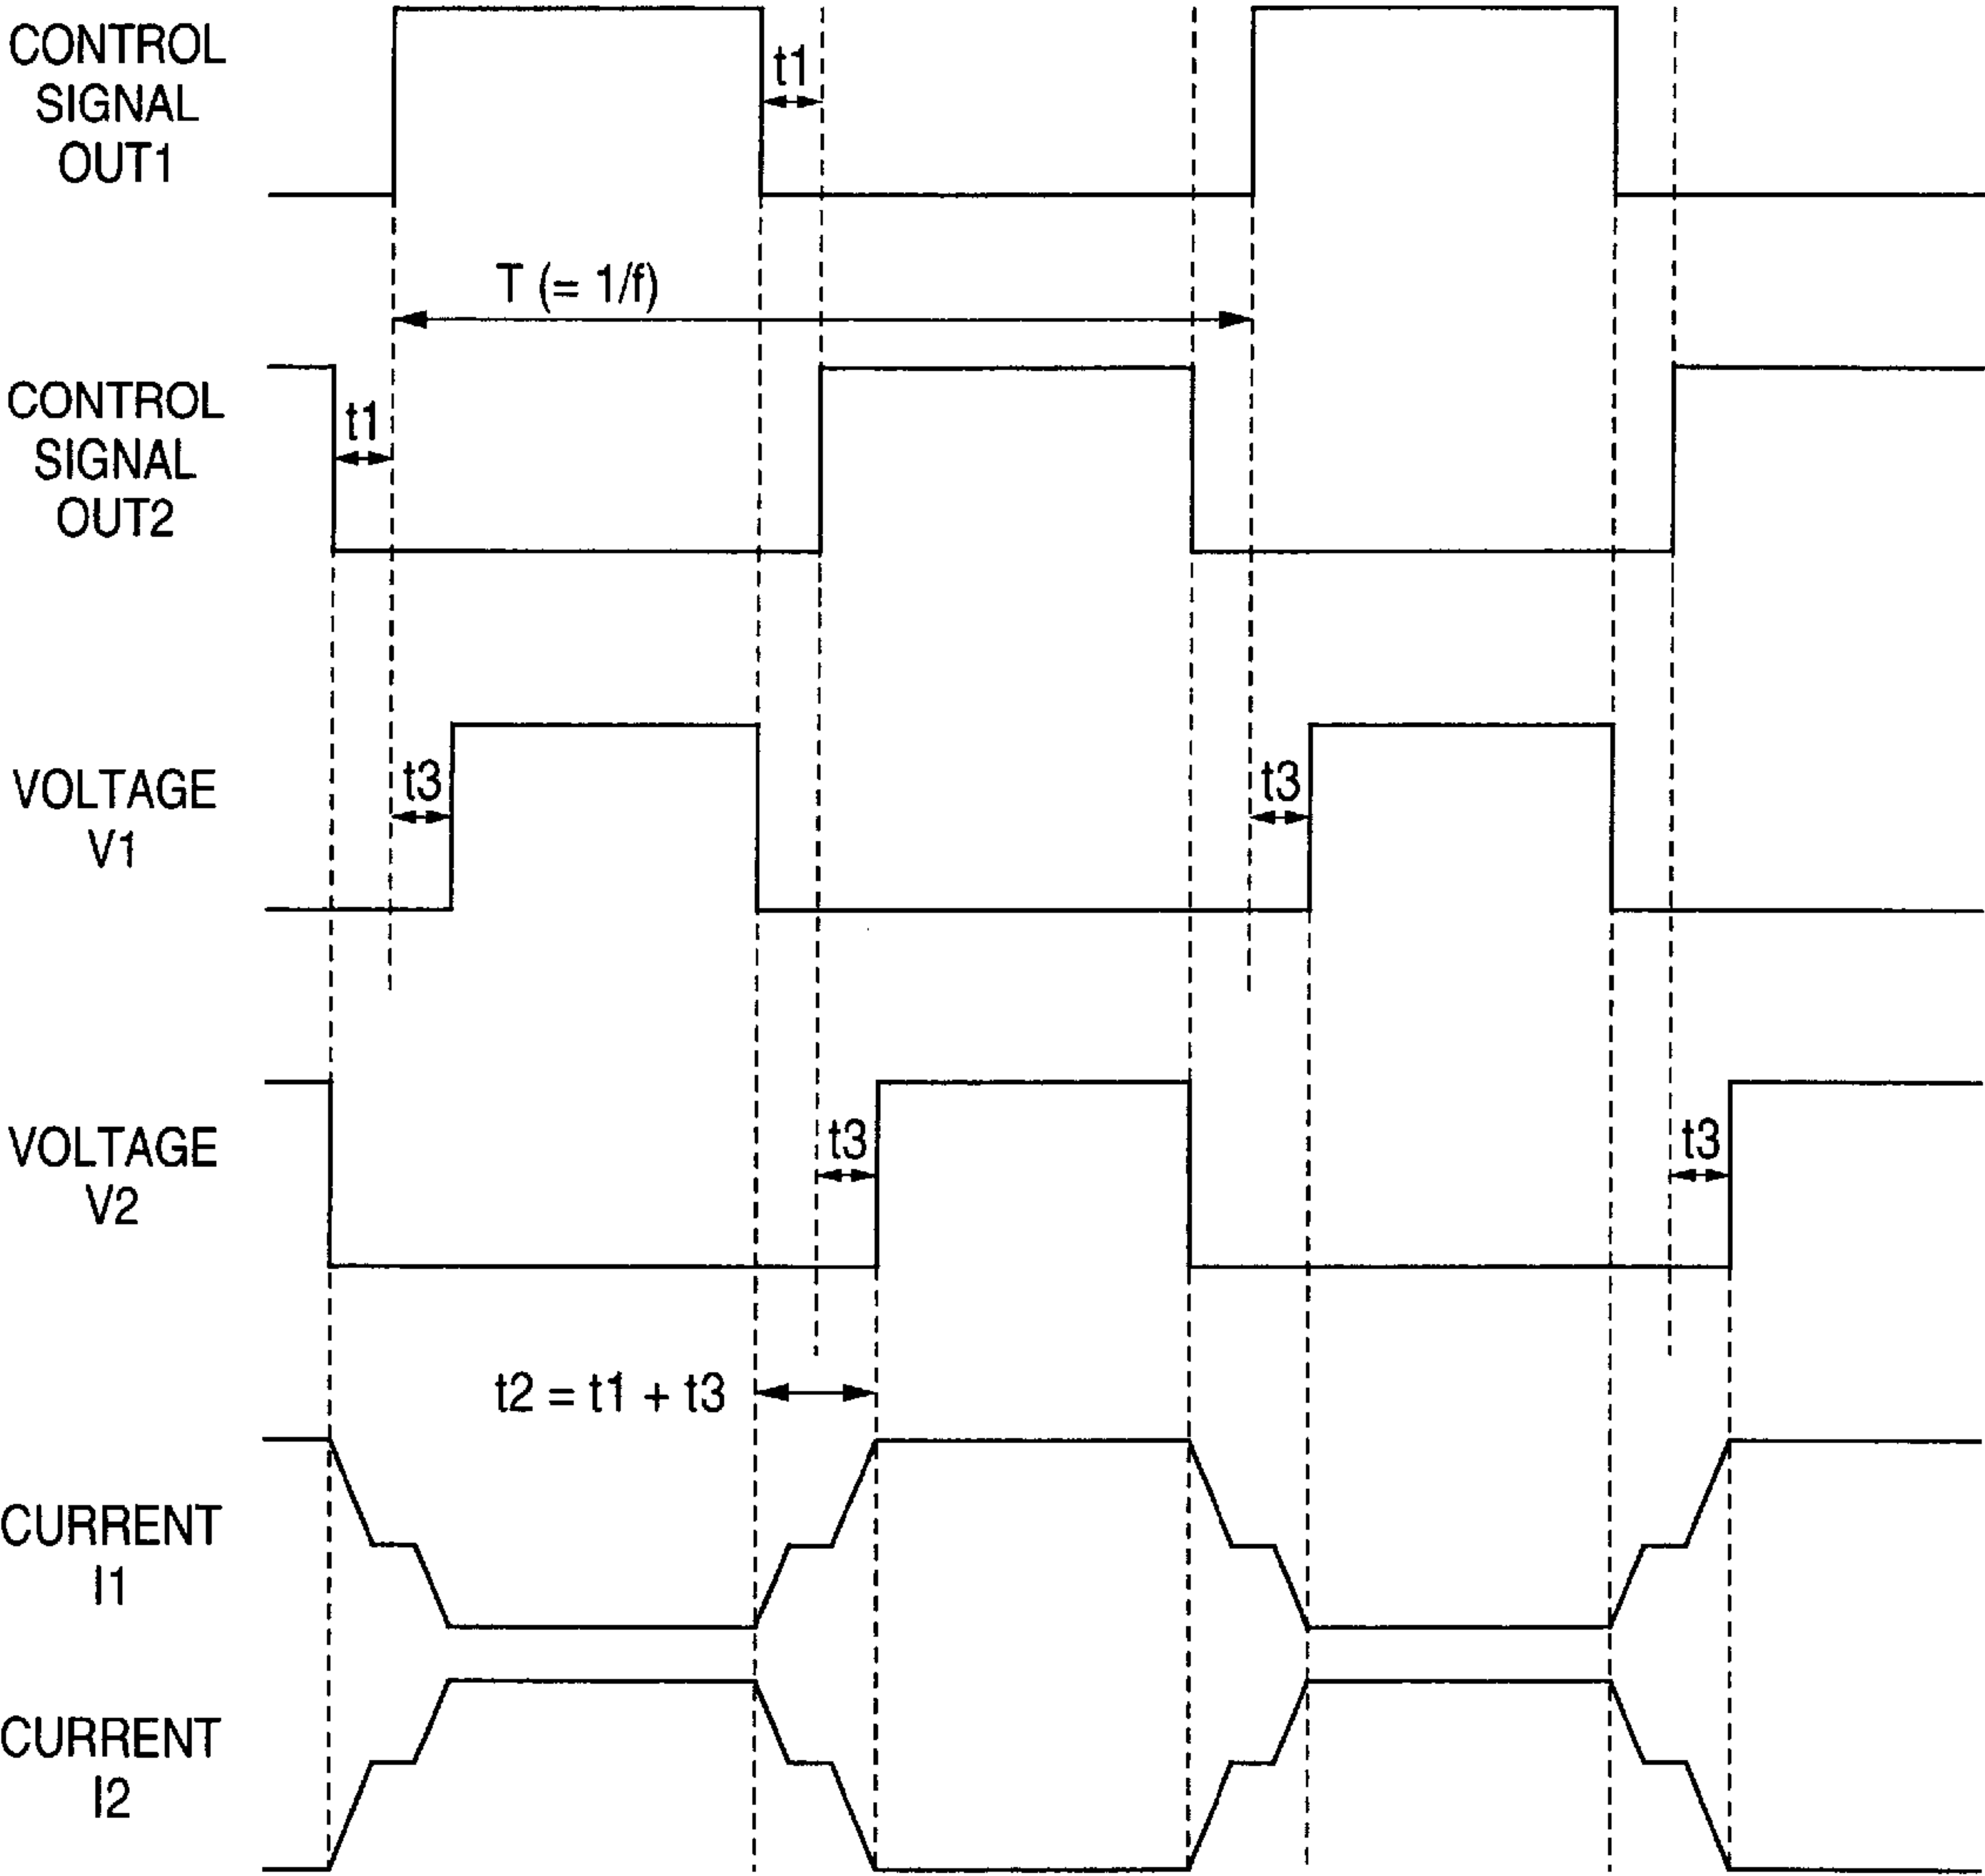 CONTROL
SIGNAL
OUT1
t1
T (= 1/f)
CONTROL
SIGNAL
OUT2
t1
VOLTAGE
V1
t3
t3
VOLTAGE
V2
t3
t3
t2 = t1 + t3
CURRENT
I1
CURRENT
I2